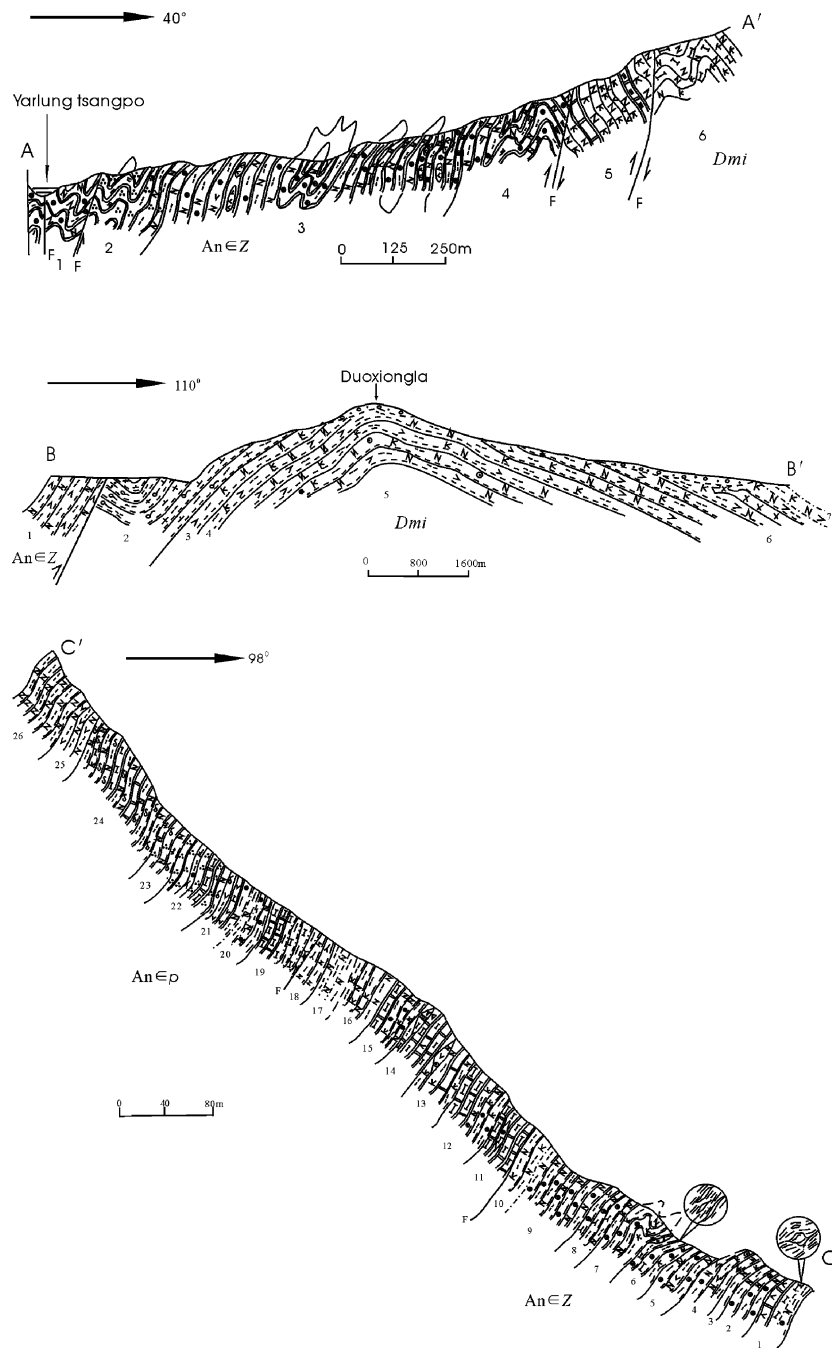 40°
A′
Yarlung tsangpo
A
6
Dmi
5
4
F
F
3
2
F
1
F
An∈Z
0 125 250m
110°
Duoxiongla
B
B′
1
2
3
4
5
6
7
An∈Z
Dmi
0 800 1600m
C′
98°
26
25
24
23
22
21
20
19
An∈p
F
18
17
16
15
14
13
0 40 80m
12
11
10
F
9
8
7
6
An∈Z
5
4
3
2
1
C